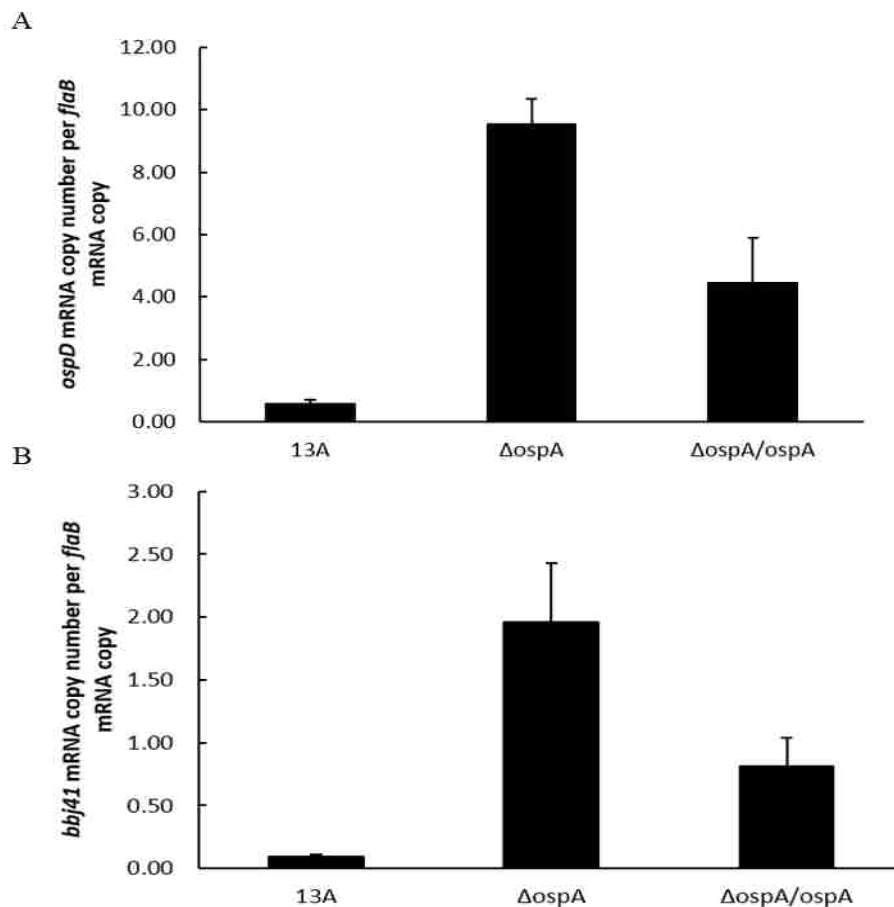 A
ospD mRNA copy number per flaB
mRNA copy
12.00
10.00
8.00
6.00
4.00
2.00
0.00
13A
ΔospA
ΔospA/ospA
B
bbj41 mRNA copy number per flaB
mRNA copy
3.00
2.50
2.00
1.50
1.00
0.50
0.00
13A
ΔospA
ΔospA/ospA